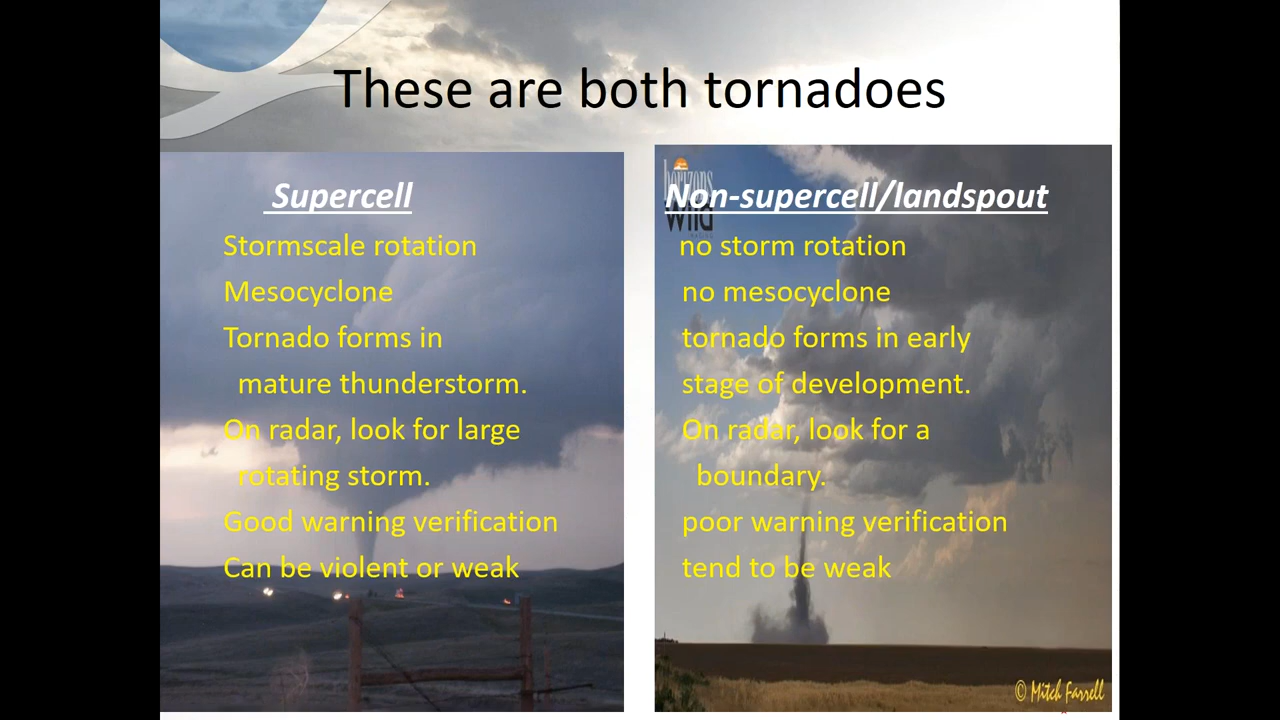 These are both tornadoes
Supercell
Stormscale rotation
Mesocyclone
Tornado forms in
mature thunderstorm.
On radar, look for large
rotating storm.
Good warning verification
Can be violent or weak
horizons
Wild
Non-supercell/landspout
no storm rotation
no mesocyclone
tornado forms in early
stage of development.
On radar, look for a
boundary.
poor warning verification
tend to be weak
© Mitch Farrell